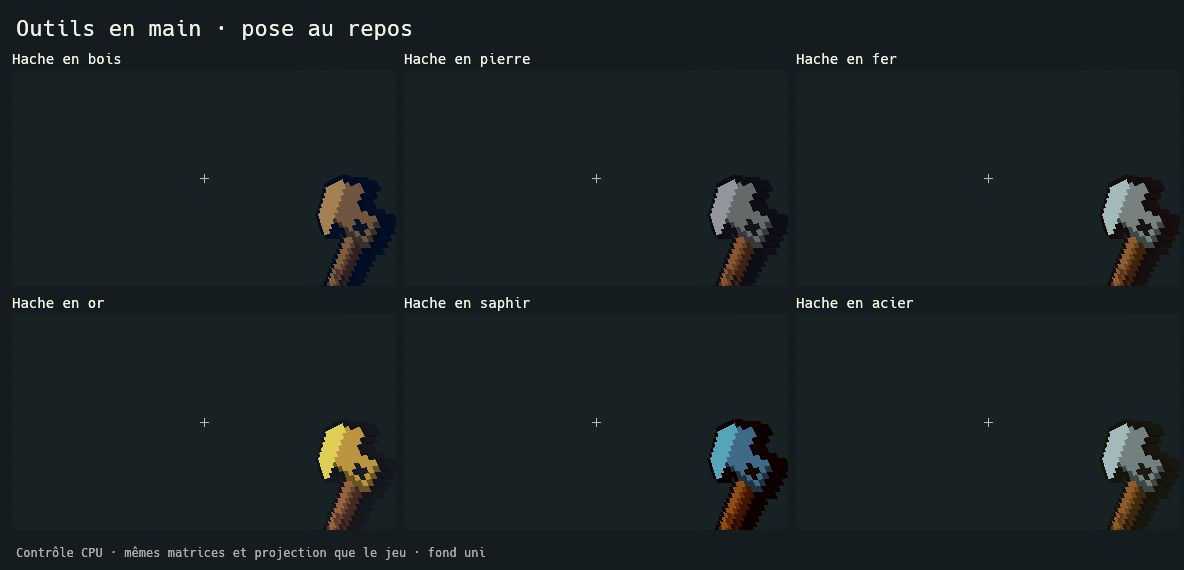 Outils en main · pose au repos
Hache en bois
Hache en pierre
Hache en fer
Hache en or
Hache en saphir
Hache en acier
Contrôle CPU · mêmes matrices et projection que le jeu · fond uni